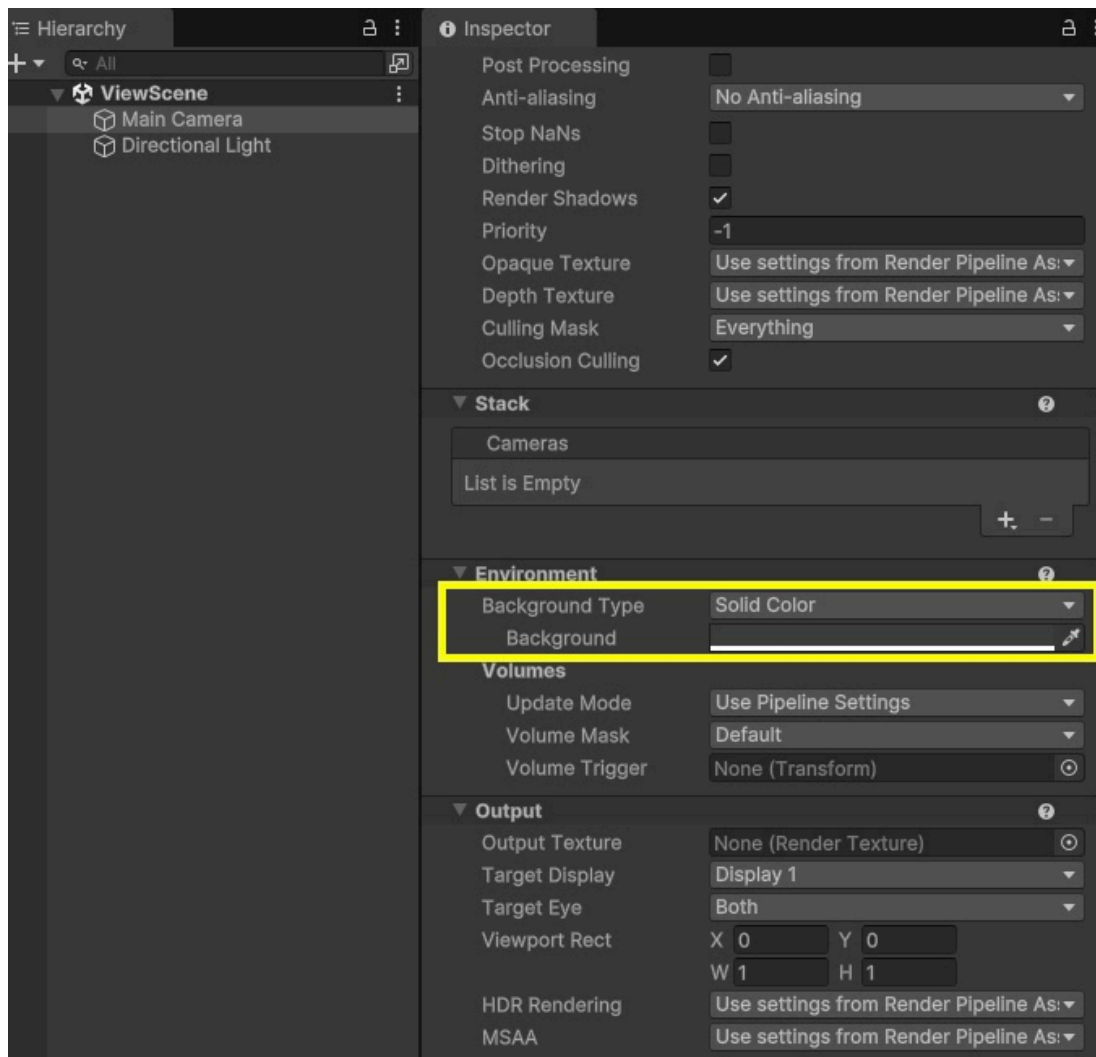 Hierarchy
All
ViewScene
Main Camera
Directional Light
Inspector
Post Processing
Anti-aliasing No Anti-aliasing
Stop NaNs
Dithering
Render Shadows
Priority -1
Opaque Texture Use settings from Render Pipeline As
Depth Texture Use settings from Render Pipeline As
Culling Mask Everything
Occlusion Culling
Stack
Cameras
List is Empty
Environment
Background Type Solid Color
Background
Volumes
Update Mode Use Pipeline Settings
Volume Mask Default
Volume Trigger None (Transform)
Output
Output Texture None (Render Texture)
Target Display Display 1
Target Eye Both
Viewport Rect X 0 Y 0
W 1 H 1
HDR Rendering Use settings from Render Pipeline As
MSAA Use settings from Render Pipeline As